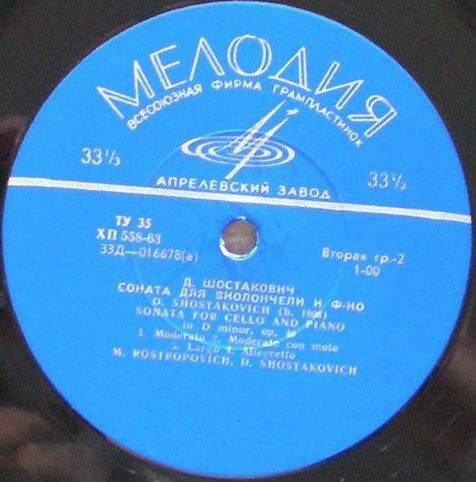 МЕЛОДИЯ
ВСЕСОЮЗНАЯ ФИРМА ГРАМПЛАСТИНОК
33⅓ 33⅓
АПРЕЛЕВСКИЙ ЗАВОД
ТУ 35
ХП 558-63
33Д—016678(а)
Вторая гр.-2
1-00
Д. ШОСТАКОВИЧ
СОНАТА ДЛЯ ВИОЛОНЧЕЛИ И Ф-НО
D. SHOSTAKOVICH (b. 1906)
SONATA FOR CELLO AND PIANO
in D minor, op. 40
1. Moderato 2. Moderato con moto
3. Largo 4. Allegretto
M. ROSTROPOVICH, D. SHOSTAKOVICH